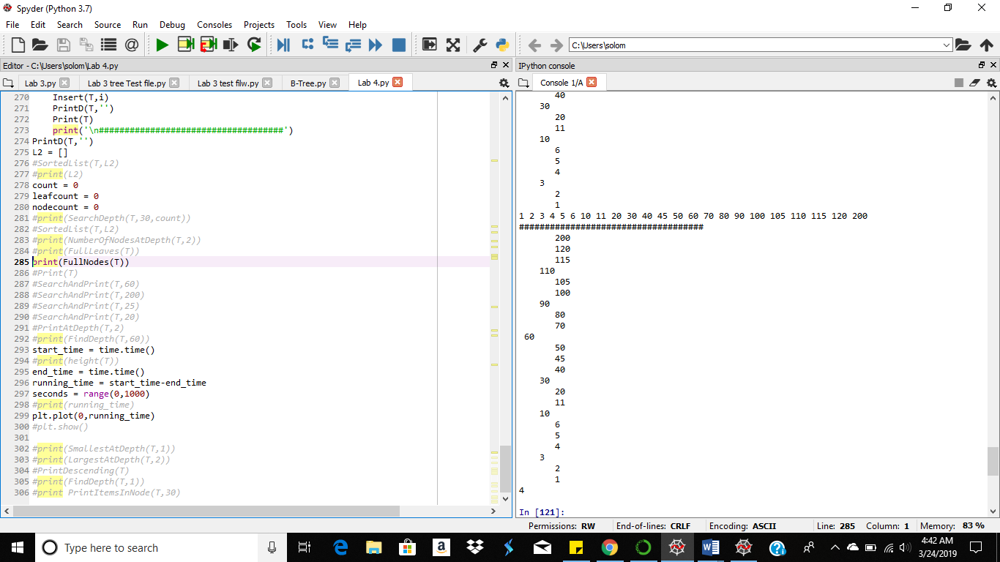 Spyder (Python 3.7)
File Edit Search Source Run Debug Consoles Projects Tools View Help
C:\Users\solom
Editor - C:\Users\solom\Lab 4.py
Lab 3.py Lab 3 tree Test file.py Lab 3 test filw.py B-Tree.py Lab 4.py
270 Insert(T,i)
271 PrintD(T,'')
272 Print(T)
273 print('\n####################################')
274 PrintD(T,'')
275 L2 = []
276 #SortedList(T,L2)
277 #print(L2)
278 count = 0
279 leafcount = 0
280 nodecount = 0
281 #print(SearchDepth(T,30,count))
282 #SortedList(T,L2)
283 #print(NumberOfNodesAtDepth(T,2))
284 #print(FullLeaves(T))
285 print(FullNodes(T))
286 #Print(T)
287 #SearchAndPrint(T,60)
288 #SearchAndPrint(T,200)
289 #SearchAndPrint(T,25)
290 #SearchAndPrint(T,20)
291 #PrintAtDepth(T,2)
292 #print(FindDepth(T,60))
293 start_time = time.time()
294 #print(height(T))
295 end_time = time.time()
296 running_time = start_time-end_time
297 seconds = range(0,1000)
298 #print(running_time)
299 plt.plot(0,running_time)
300 #plt.show()
301
302 #print(SmallestAtDepth(T,1))
303 #print(LargestAtDepth(T,2))
304 #PrintDescending(T)
305 #print(FindDepth(T,1))
306 #print PrintItemsInNode(T,30)
IPython console
Console 1/A
40
30
20
11
10
6
5
4
3
2
1
1 2 3 4 5 6 10 11 20 30 40 45 50 60 70 80 90 100 105 110 115 120 200
####################################
200
120
115
110
105
100
90
80
70
60
50
45
40
30
20
11
10
6
5
4
3
2
1
4
In [121]:
Permissions: RW End-of-lines: CRLF Encoding: ASCII Line: 285 Column: 1 Memory: 83 %
Type here to search
4:42 AM
3/24/2019